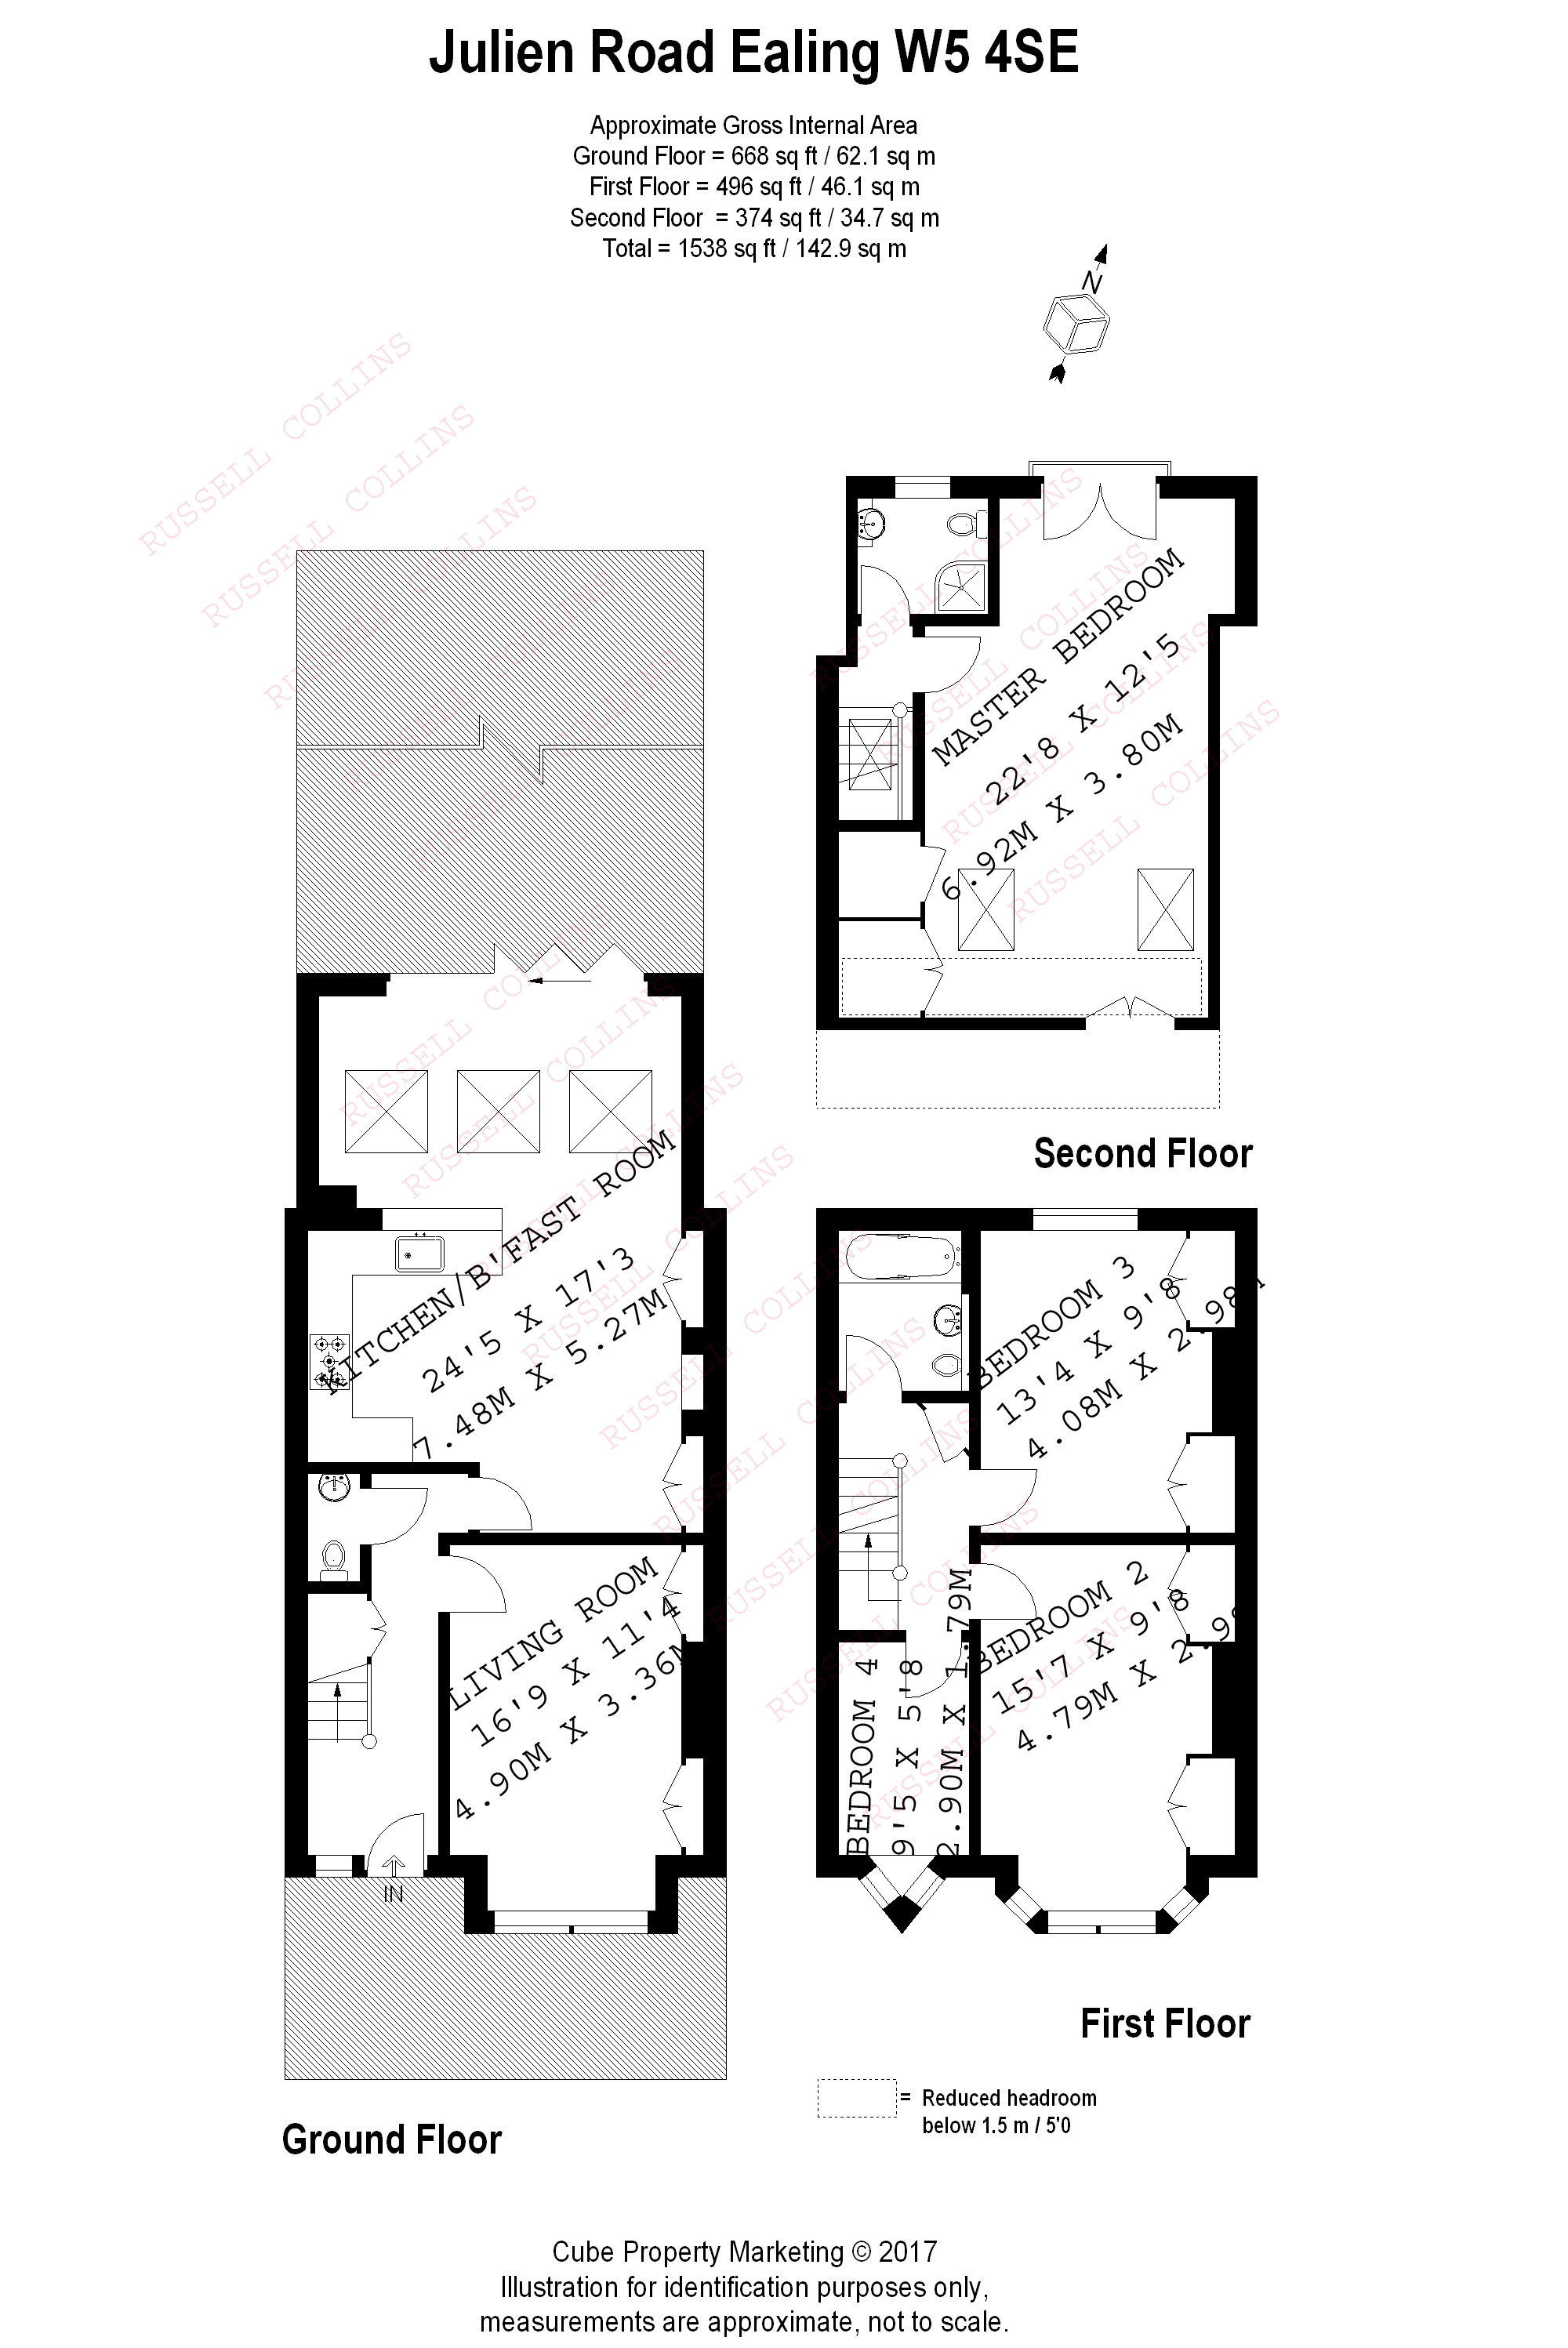 Julien Road Ealing W5 4SE
Approximate Gross Internal Area
Ground Floor = 668 sq ft / 62.1 sq m
First Floor = 496 sq ft / 46.1 sq m
Second Floor = 374 sq ft / 34.7 sq m
Total = 1538 sq ft / 142.9 sq m
N
RUSSELL COLLINS
RUSSELL COLLINS
RUSSELL COLLINS
MASTER BEDROOM
22'8 X 12'5
6.92M X 3.80M
Second Floor
KITCHEN/B'FAST ROOM
24'5 X 17'3
7.48M X 5.27M
BEDROOM 3
13'4 X 9'8
4.08M X 2.98M
LIVING ROOM
16'9 X 11'4
4.90M X 3.36M
BEDROOM 4
9'5 X 5'8
2.90M X 1.79M
BEDROOM 2
15'7 X 9'8
4.79M X
IN
First Floor
= Reduced headroom
below 1.5 m / 5'0
Ground Floor
Cube Property Marketing © 2017
Illustration for identification purposes only,
measurements are approximate, not to scale.